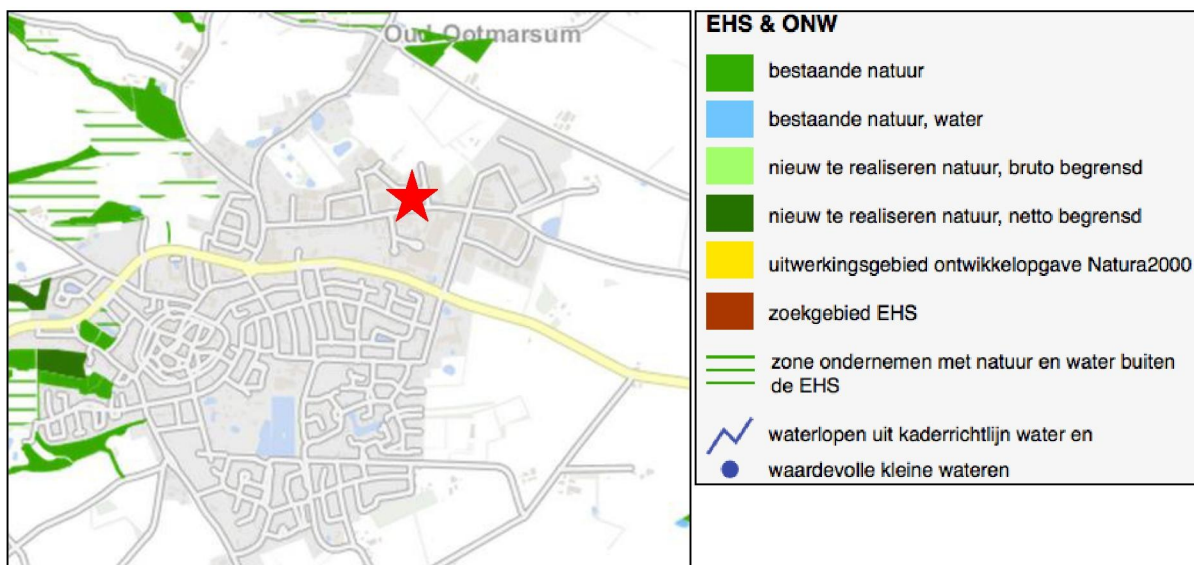 Oud Ootmarsum
EHS & ONW
bestaande natuur
bestaande natuur, water
nieuw te realiseren natuur, bruto begrensd
nieuw te realiseren natuur, netto begrensd
uitwerkingsgebied ontwikkelopgave Natura2000
zoekgebied EHS
zone ondernemen met natuur en water buiten
de EHS
waterlopen uit kaderrichtlijn water en
waardevolle kleine wateren